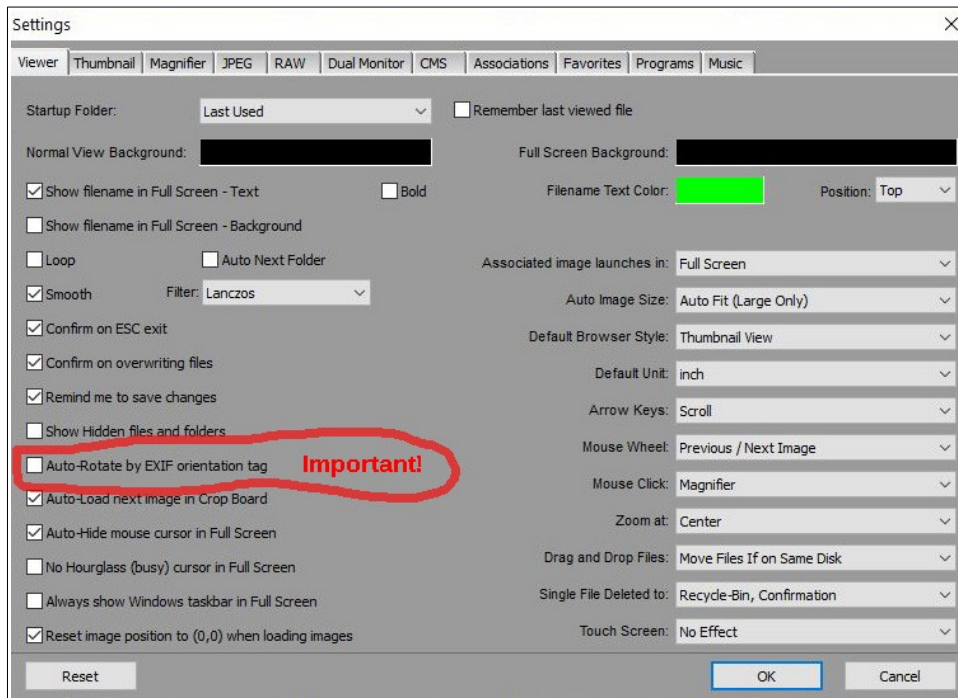 Settings
Viewer Thumbnail Magnifier JPEG RAW Dual Monitor CMS Associations Favorites Programs Music
Startup Folder: Last Used Remember last viewed file
Normal View Background: Full Screen Background:
Show filename in Full Screen - Text Bold Filename Text Color: Position: Top
Show filename in Full Screen - Background
Loop Auto Next Folder Associated image launches in: Full Screen
Smooth Filter: Lanczos Auto Image Size: Auto Fit (Large Only)
Confirm on ESC exit Default Browser Style: Thumbnail View
Confirm on overwriting files Default Unit: inch
Remind me to save changes Arrow Keys: Scroll
Show Hidden files and folders Mouse Wheel: Previous / Next Image
Auto-Rotate by EXIF orientation tag Important!
Auto-Load next image in Crop Board Mouse Click: Magnifier
Auto-Hide mouse cursor in Full Screen Zoom at: Center
No Hourglass (busy) cursor in Full Screen Drag and Drop Files: Move Files If on Same Disk
Always show Windows taskbar in Full Screen Single File Deleted to: Recycle-Bin, Confirmation
Reset image position to (0,0) when loading images Touch Screen: No Effect
Reset OK Cancel